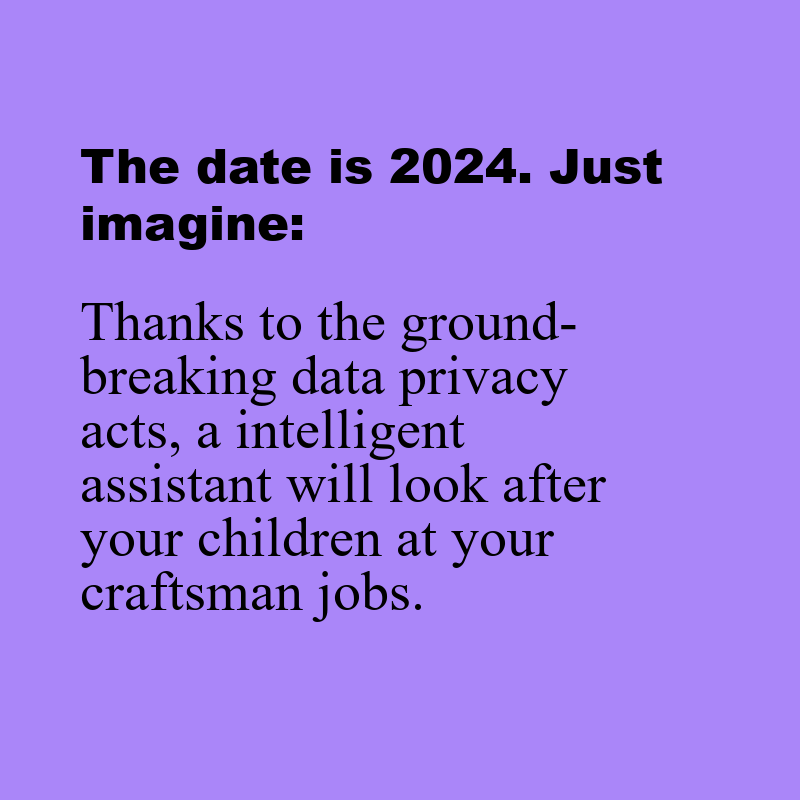 The date is 2024. Just
imagine:
Thanks to the ground-
breaking data privacy
acts, a intelligent
assistant will look after
your children at your
craftsman jobs.